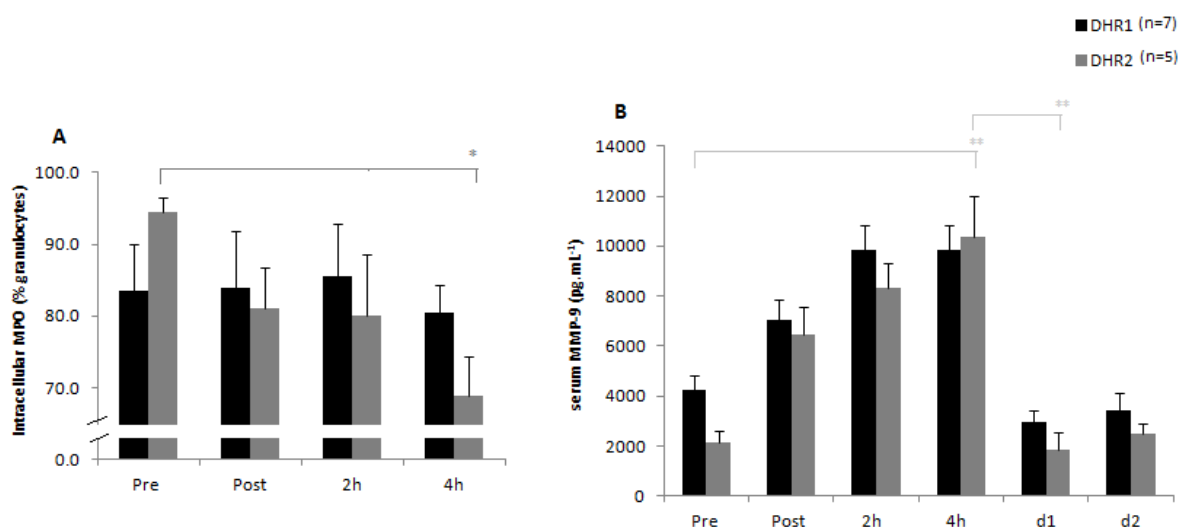 DHR1 (n=7)
DHR2 (n=5)
A
*
Intracellular MPO (% granulocytes)
100.0
90.0
80.0
70.0
0.0
Pre Post 2h 4h
B
**
**
serum MMP-9 (pg.mL⁻¹)
14000
12000
10000
8000
6000
4000
2000
0
Pre Post 2h 4h d1 d2